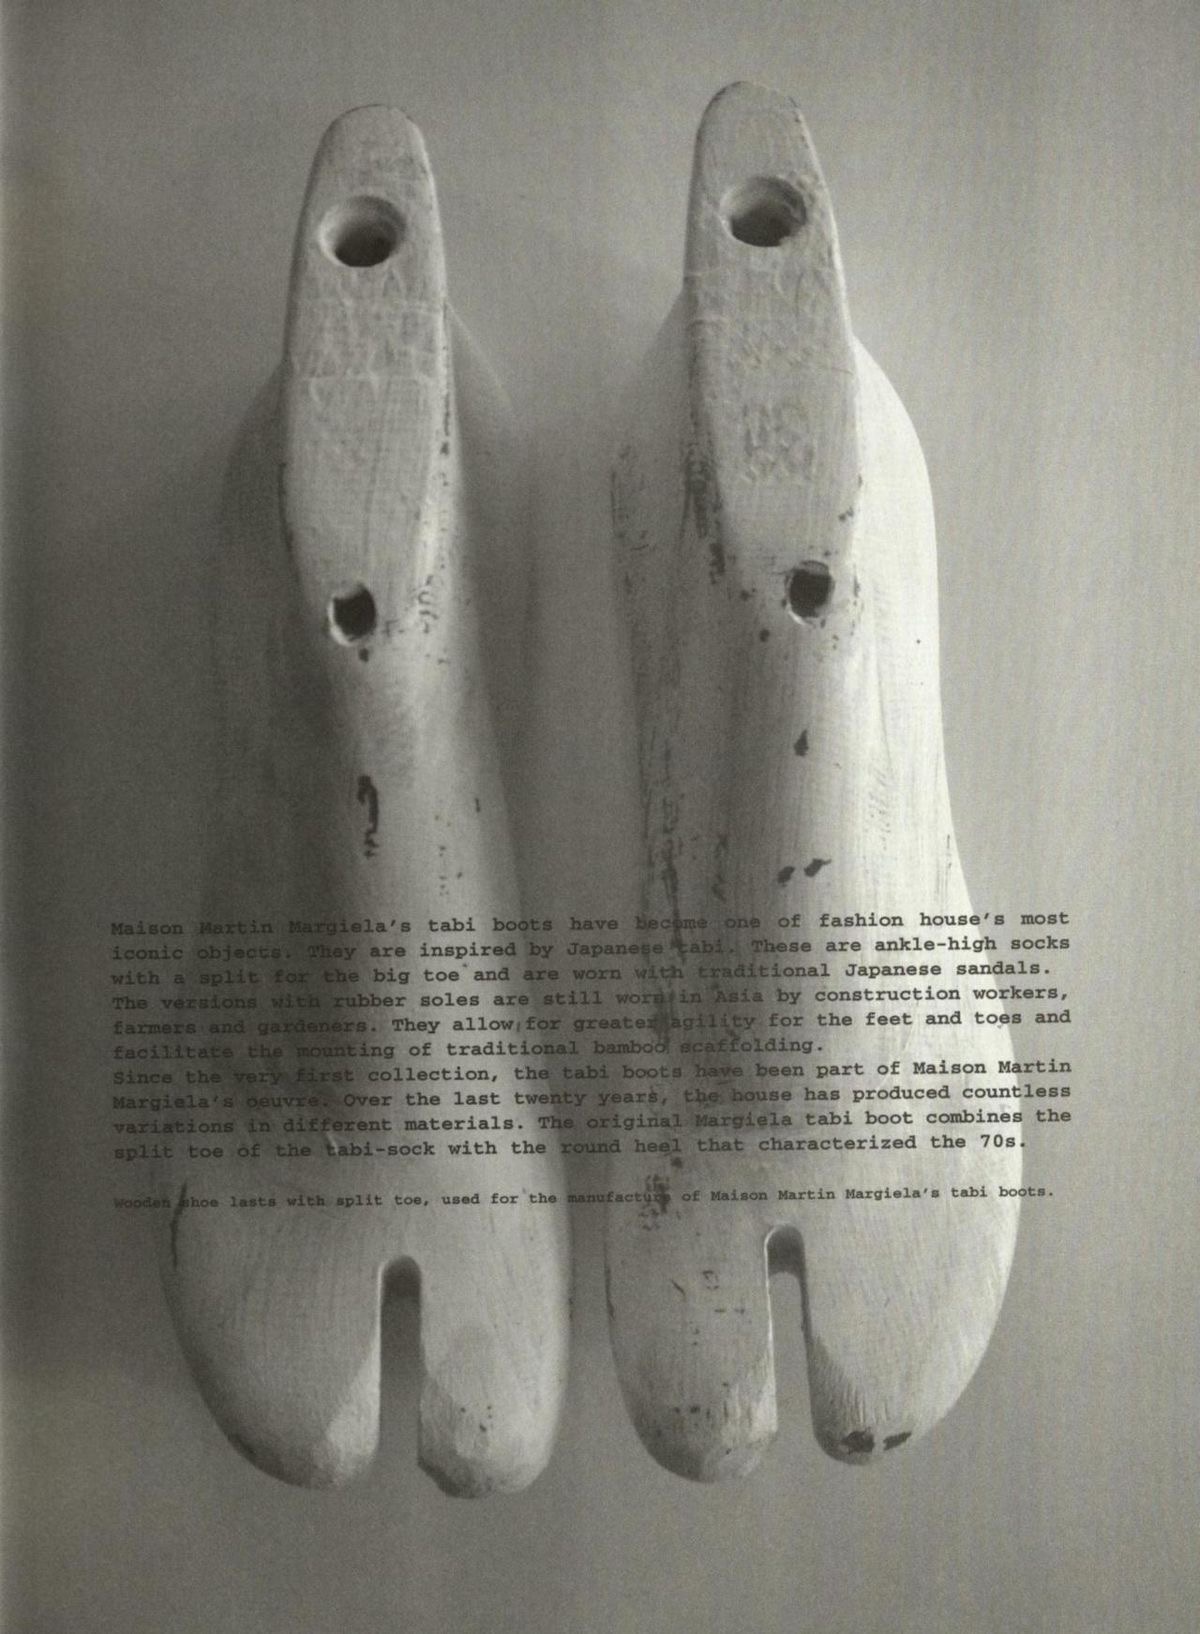 Maison Martin Margiela's tabi boots have become one of fashion house's most
iconic objects. They are inspired by Japanese tabi. These are ankle-high socks
with a split for the big toe and are worn with traditional Japanese sandals.
The versions with rubber soles are still worn in Asia by construction workers,
farmers and gardeners. They allow for greater agility for the feet and toes and
facilitate the mounting of traditional bamboo scaffolding.
Since the very first collection, the tabi boots have been part of Maison Martin
Margiela's oeuvre. Over the last twenty years, the house has produced countless
variations in different materials. The original Margiela tabi boot combines the
split toe of the tabi-sock with the round heel that characterized the 70s.
Wooden shoe lasts with split toe, used for the manufacture of Maison Martin Margiela's tabi boots.